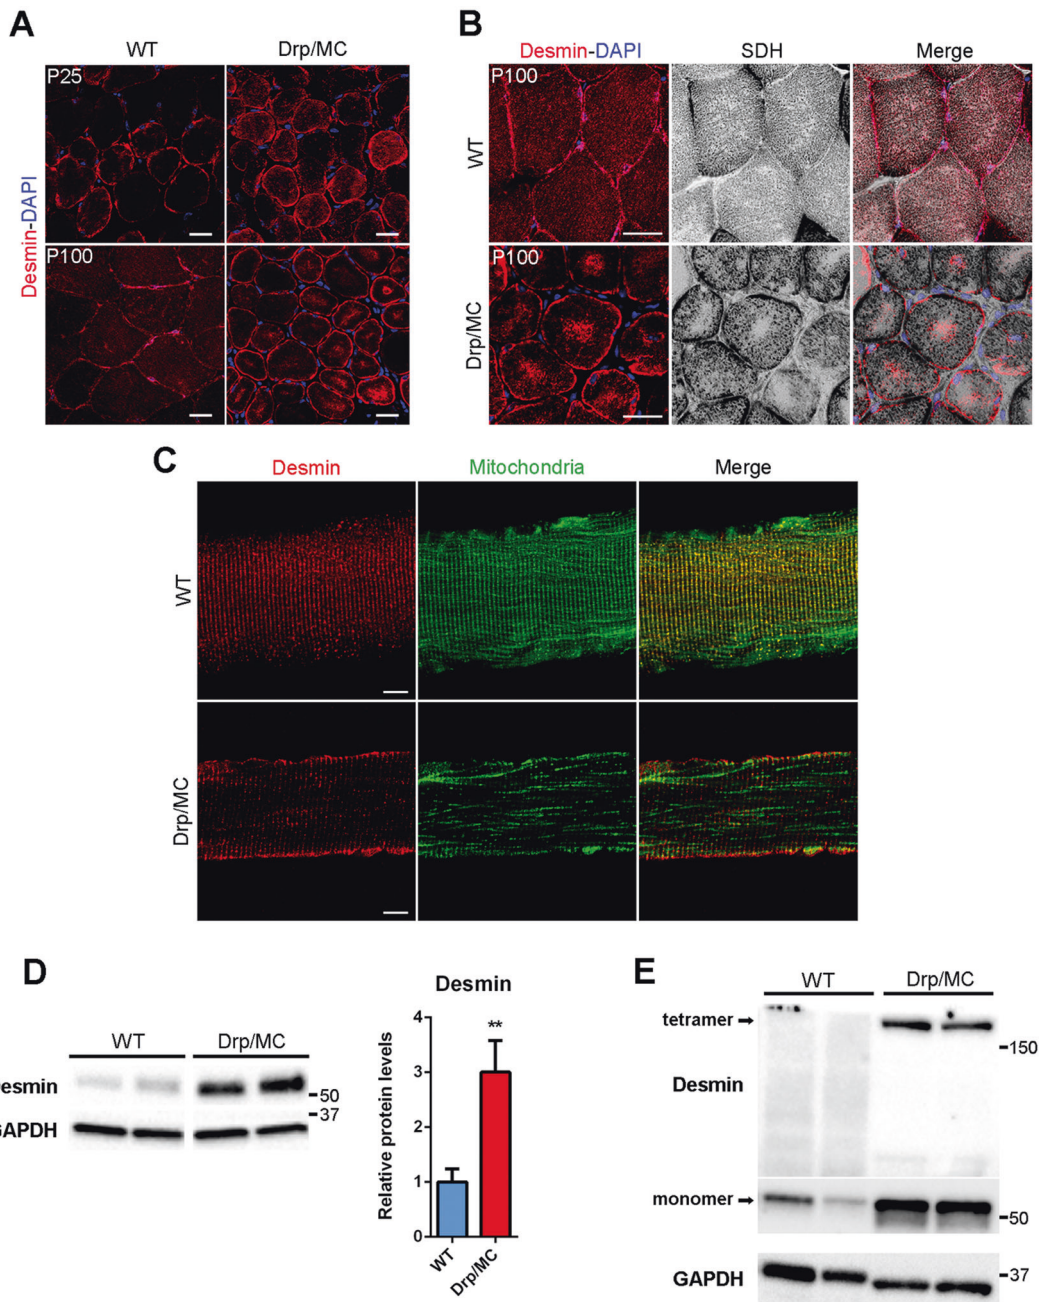 A
WT
Drp/MC
P25
P100
Desmin-DAPI
B
Desmin-DAPI
SDH
Merge
P100
WT
P100
Drp/MC
C
Desmin
Mitochondria
Merge
WT
Drp/MC
D
WT
Drp/MC
esmin
50
37
GAPDH
Desmin
Relative protein levels
4
3
2
1
0
**
WT
Drp/MC
E
WT
Drp/MC
tetramer
150
Desmin
monomer
50
GAPDH
37